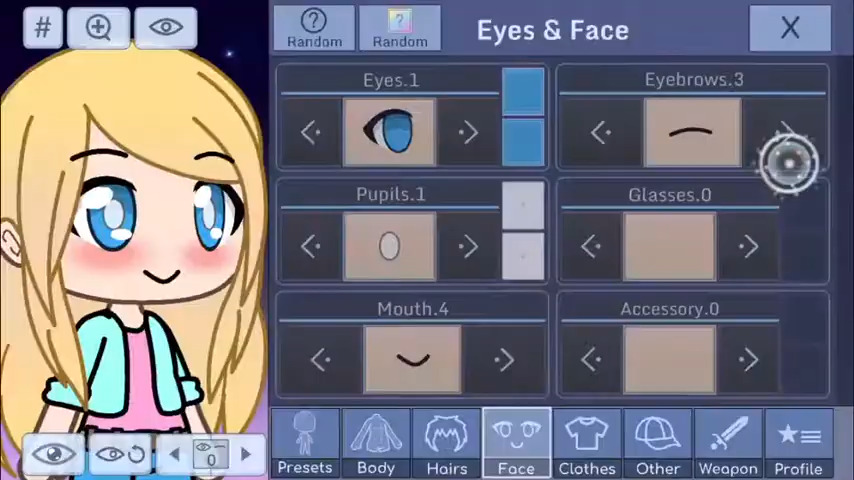 #
?
Random
?
Random
Eyes & Face
X
Eyes.1
Eyebrows.3
Pupils.1
Glasses.0
Mouth.4
Accessory.0
0
Presets
Body
Hairs
Face
Clothes
Other
Weapon
Profile